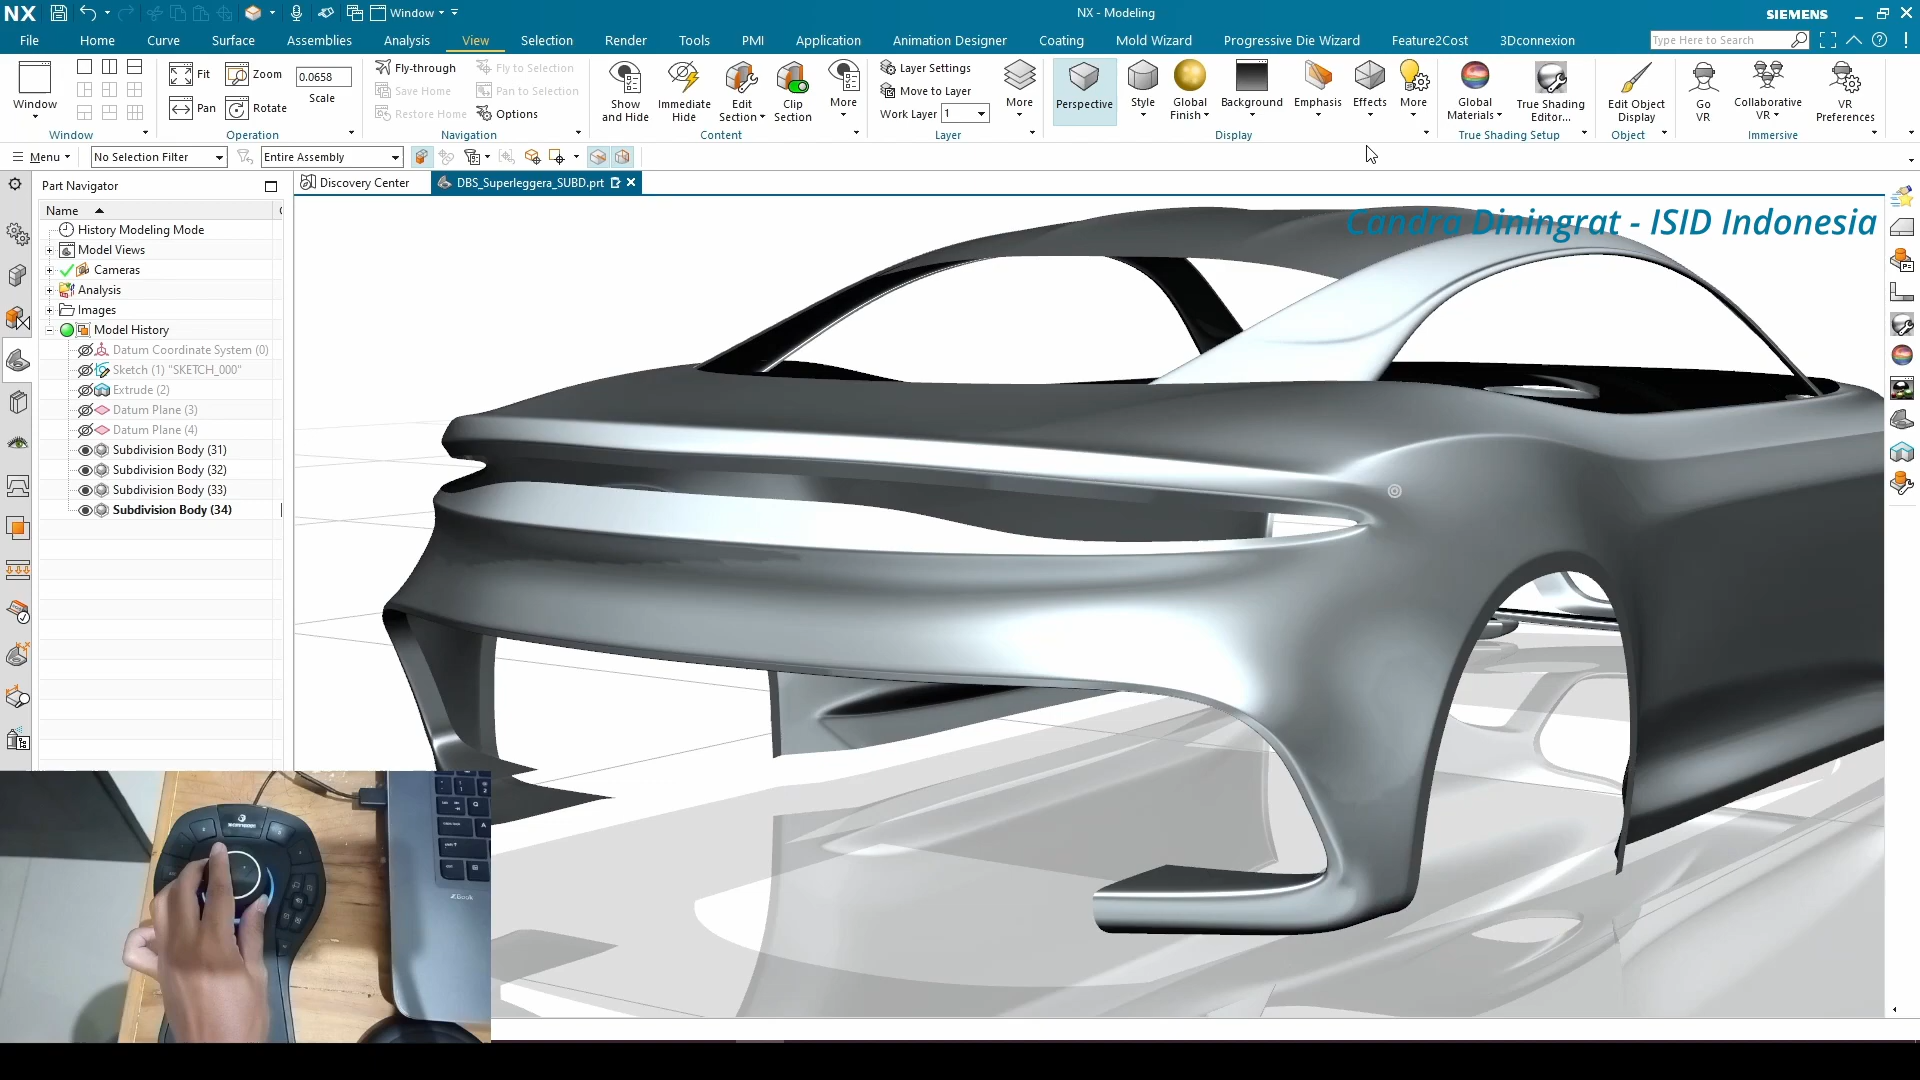 NX Window NX - Modeling SIEMENS
File Home Curve Surface Assemblies Analysis View Selection Render Tools PMI Application Animation Designer Coating Mold Wizard Progressive Die Wizard Feature2Cost 3Dconnexion Type Here to Search
Window
Window
Fit Zoom 0.0658
Pan Rotate Scale
Operation
Fly-through Fly to Selection
Save Home Pan to Selection
Restore Home Options
Navigation
Show and Hide
Immediate Hide
Edit Section
Clip Section
More
Content
Layer Settings
Move to Layer
Work Layer 1
More
Layer
Perspective
Style
Global Finish
Background
Emphasis
Effects
More
Display
Global Materials
True Shading Editor...
True Shading Setup
Edit Object Display
Object
Go VR
Collaborative VR
VR Preferences
Immersive
Menu No Selection Filter Entire Assembly
Part Navigator
Discovery Center DBS_Superleggera_SUBD.prt
Name
History Modeling Mode
Model Views
Cameras
Analysis
Images
Model History
Datum Coordinate System (0)
Sketch (1) "SKETCH_000"
Extrude (2)
Datum Plane (3)
Datum Plane (4)
Subdivision Body (31)
Subdivision Body (32)
Subdivision Body (33)
Subdivision Body (34)
Candra Diningrat - ISID Indonesia
ZBook